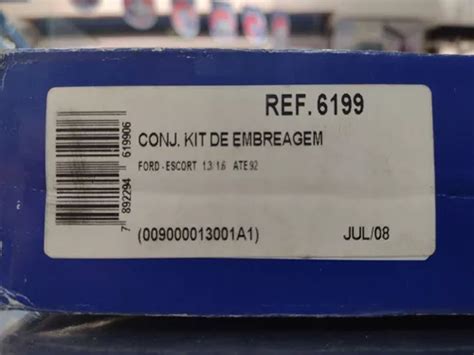 REF. 6199
CONJ. KIT DE EMBREAGEM
FORD - ESCORT 1.3/1.6 ATE 92
(009000013001A1)
JUL/08
7 892294 619906